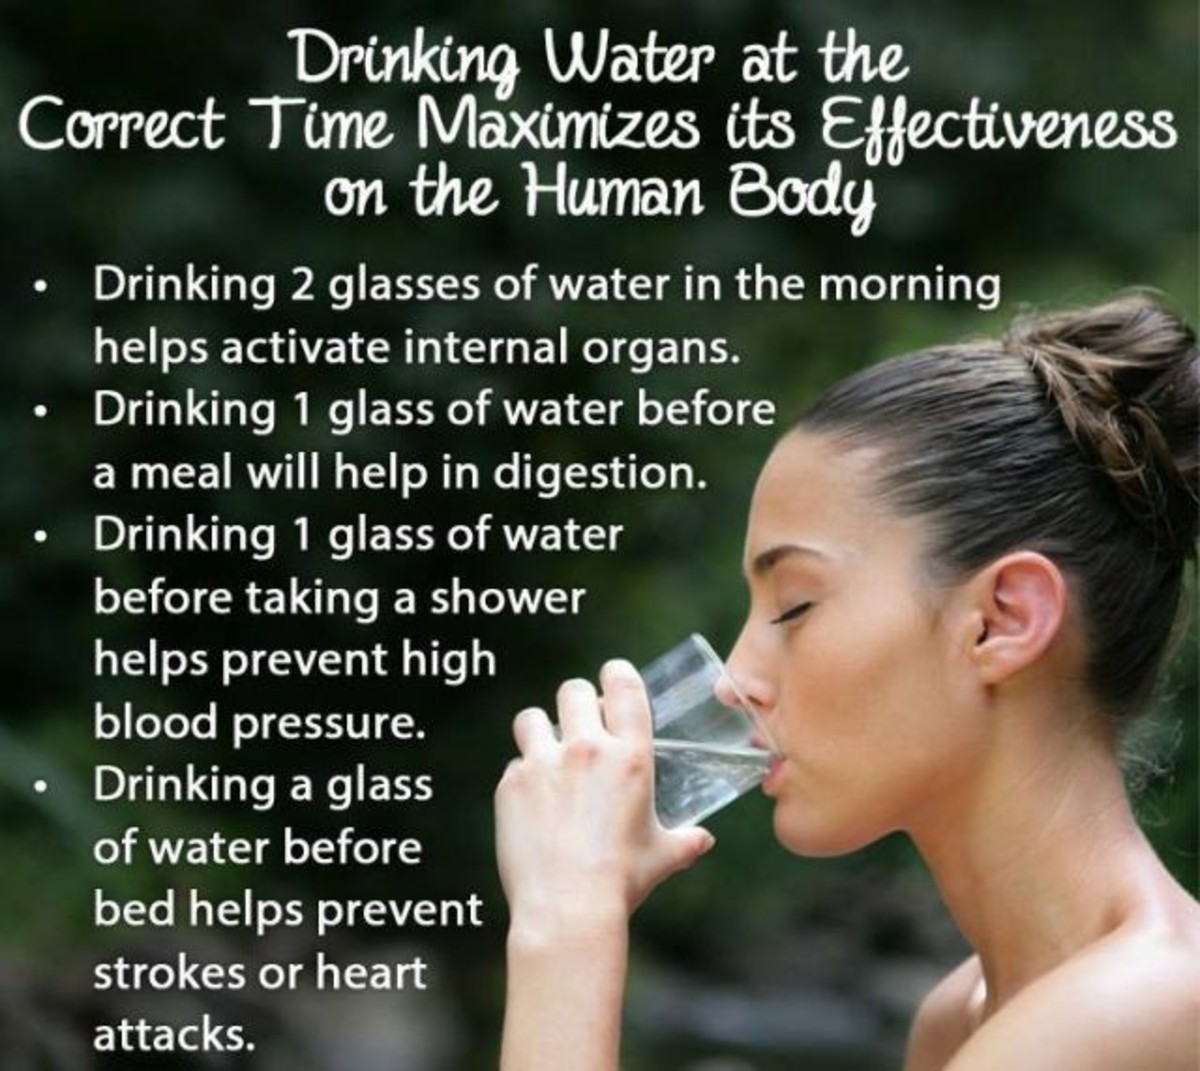 Drinking Water at the
Correct Time Maximizes its Effectiveness
on the Human Body
• Drinking 2 glasses of water in the morning
helps activate internal organs.
• Drinking 1 glass of water before
a meal will help in digestion.
• Drinking 1 glass of water
before taking a shower
helps prevent high
blood pressure.
• Drinking a glass
of water before
bed helps prevent
strokes or heart
attacks.